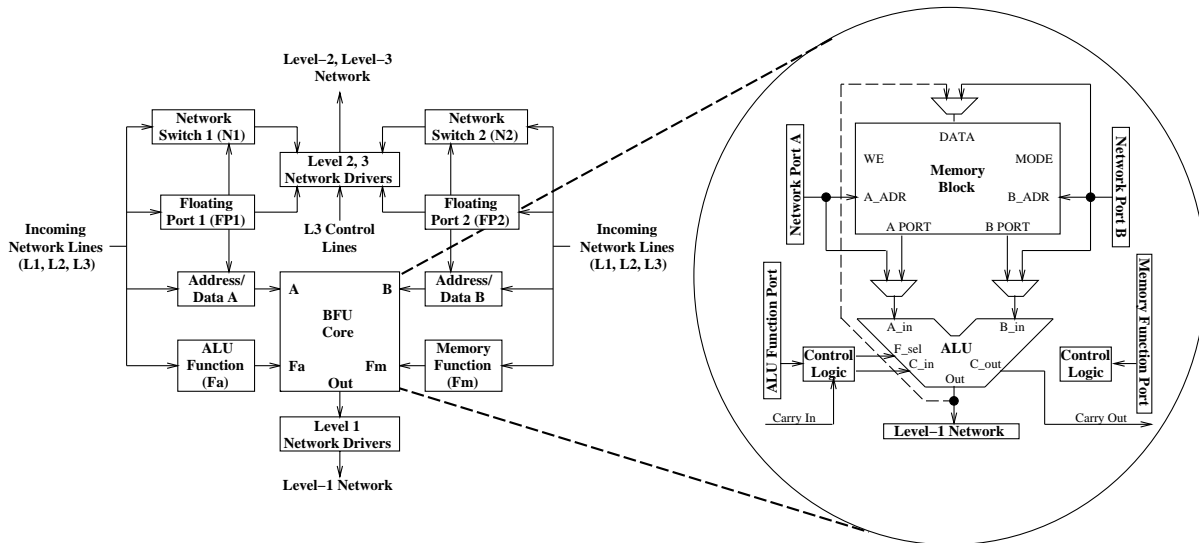 Level−2, Level−3
Network
Network
Switch 1 (N1)
Network
Switch 2 (N2)
Level 2, 3
Network Drivers
Floating
Port 1 (FP1)
Floating
Port 2 (FP2)
L3 Control
Lines
Incoming
Network Lines
(L1, L2, L3)
Incoming
Network Lines
(L1, L2, L3)
Address/
Data A
A
B
Address/
Data B
BFU
Core
ALU
Function
(Fa)
Fa
Fm
Memory
Function (Fm)
Out
Level 1
Network Drivers
Level−1 Network
Network Port A
DATA
WE
MODE
Memory
Block
A_ADR
B_ADR
A PORT
B PORT
Network Port B
ALU Function Port
Memory Function Port
A_in
B_in
ALU
F_sel
C_in
C_out
Out
Control
Logic
Control
Logic
Carry In
Carry Out
Level−1 Network